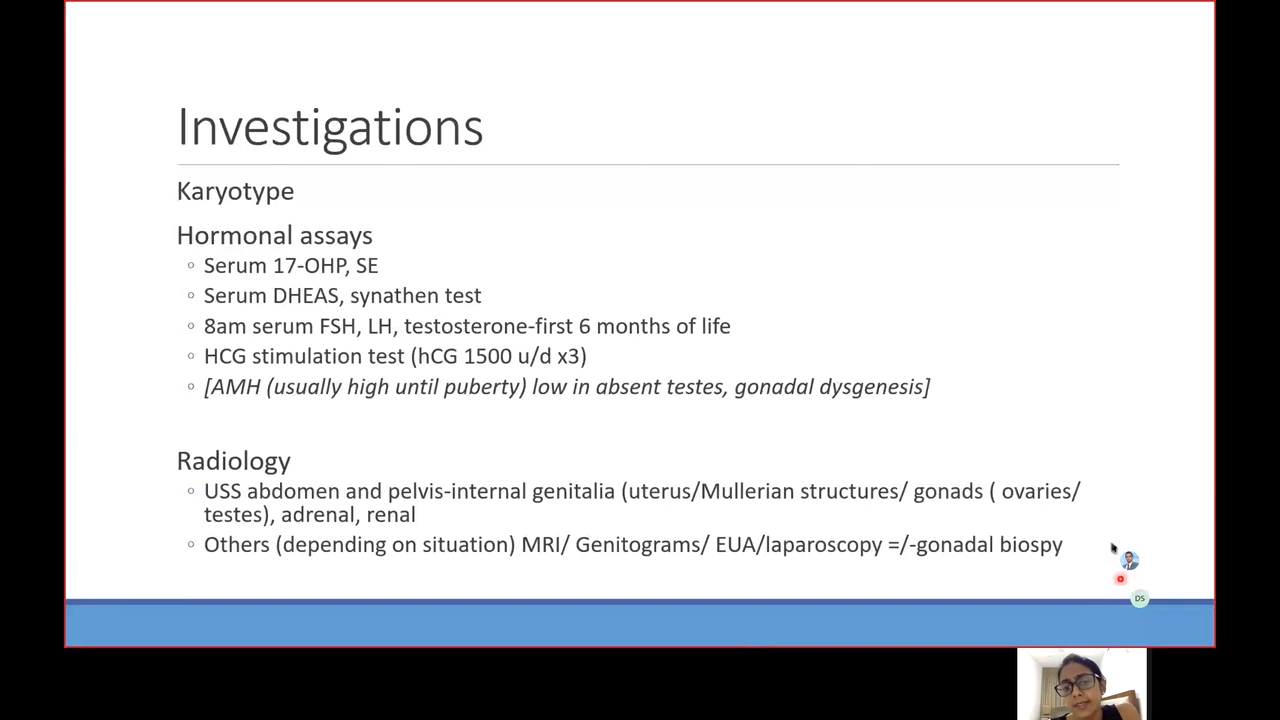 Investigations
Karyotype
Hormonal assays
◦ Serum 17-OHP, SE
◦ Serum DHEAS, synathen test
◦ 8am serum FSH, LH, testosterone-first 6 months of life
◦ HCG stimulation test (hCG 1500 u/d x3)
◦ [AMH (usually high until puberty) low in absent testes, gonadal dysgenesis]
Radiology
◦ USS abdomen and pelvis-internal genitalia (uterus/Mullerian structures/ gonads ( ovaries/
testes), adrenal, renal
◦ Others (depending on situation) MRI/ Genitograms/ EUA/laparoscopy =/-gonadal biospy
DS